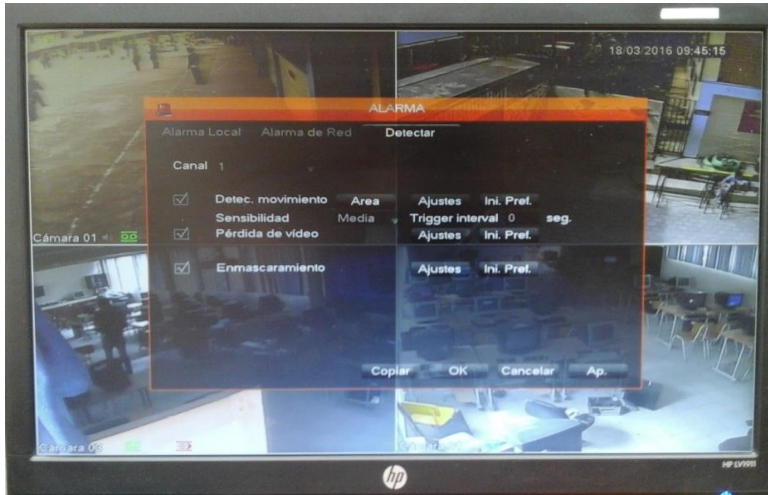 18/03/2016 09:45:15
ALARMA
Alarma Local Alarma de Red Detectar
Canal 1
Detec. movimiento Area Ajustes Ini. Pref.
Sensibilidad Media Trigger interval 0 seg.
Pérdida de vídeo Ajustes Ini. Pref.
Enmascaramiento Ajustes Ini. Pref.
Copiar OK Cancelar Ap.
Cámara 01
Cámara 03
hp
HP LV1911